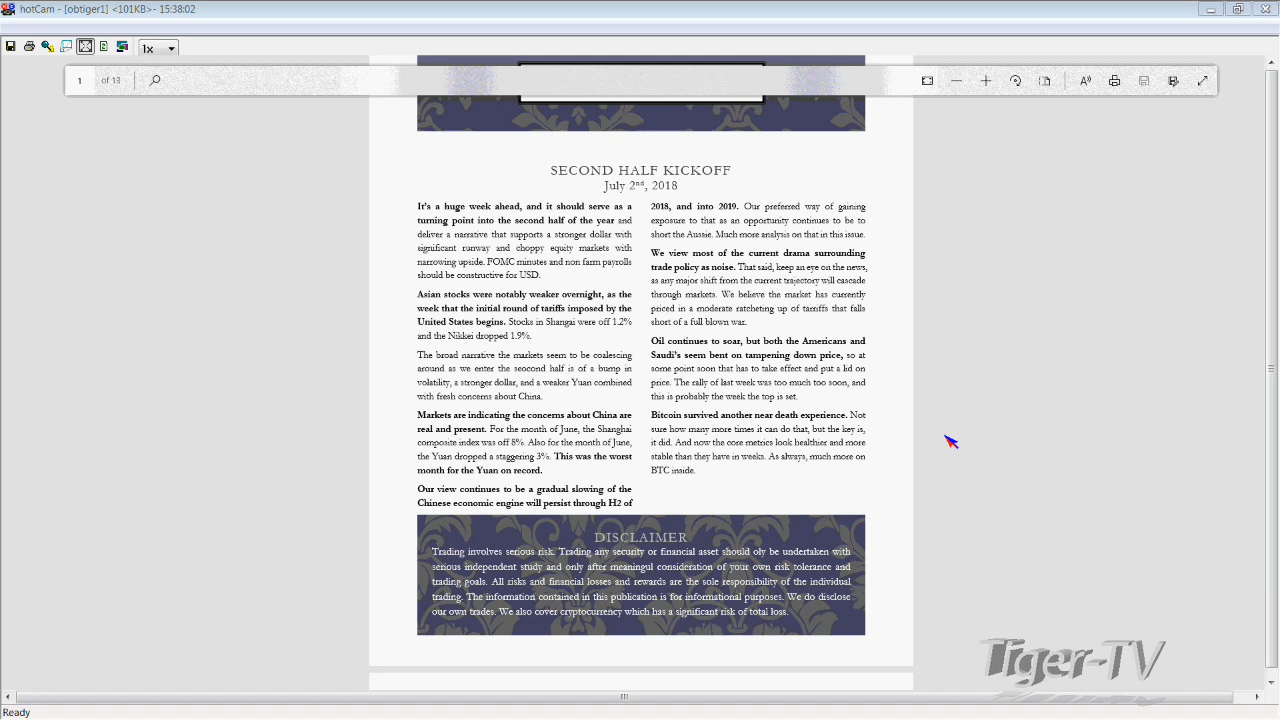 hotCam - [obtiger1] <101KB>- 15:38:02
1x
1 of 13
SECOND HALF KICKOFF
July 2nd, 2018
It's a huge week ahead, and it should serve as a
turning point into the second half of the year and
deliver a narrative that supports a stronger dollar with
significant runway and choppy equity markets with
narrowing upside. FOMC minutes and non farm payrolls
should be constructive for USD.
Asian stocks were notably weaker overnight, as the
week that the initial round of tariffs imposed by the
United States begins. Stocks in Shangai were off 1.2%
and the Nikkei dropped 1.9%.
The broad narrative the markets seem to be coalescing
around as we enter the seocond half is of a bump in
volatility, a stronger dollar, and a weaker Yuan combined
with fresh concerns about China.
Markets are indicating the concerns about China are
real and present. For the month of June, the Shanghai
composite index was off 8%. Also for the month of June,
the Yuan dropped a staggering 3%. This was the worst
month for the Yuan on record.
Our view continues to be a gradual slowing of the
Chinese economic engine will persist through H2 of
2018, and into 2019. Our preferred way of gaining
exposure to that as an opportunity continues to be to
short the Aussie. Much more analysis on that in this issue.
We view most of the current drama surrounding
trade policy as noise. That said, keep an eye on the news,
as any major shift from the current trajectory will cascade
through markets. We believe the market has currently
priced in a moderate ratcheting up of tarriffs that falls
short of a full blown war.
Oil continues to soar, but both the Americans and
Saudi's seem bent on tampening down price, so at
some point soon that has to take effect and put a lid on
price. The rally of last week was too much too soon, and
this is probably the week the top is set.
Bitcoin survived another near death experience. Not
sure how many more times it can do that, but the key is,
it did. And now the core metrics look healthier and more
stable than they have in weeks. As always, much more on
BTC inside.
DISCLAIMER
Trading involves serious risk. Trading any security or financial asset should oly be undertaken with
serious independent study and only after meaningul consideration of your own risk tolerance and
trading goals. All risks and financial losses and rewards are the sole responsibility of the individual
trading. The information contained in this publication is for informational purposes. We do disclose
our own trades. We also cover cryptocurrency which has a significant risk of total loss.
Tiger-TV
Ready